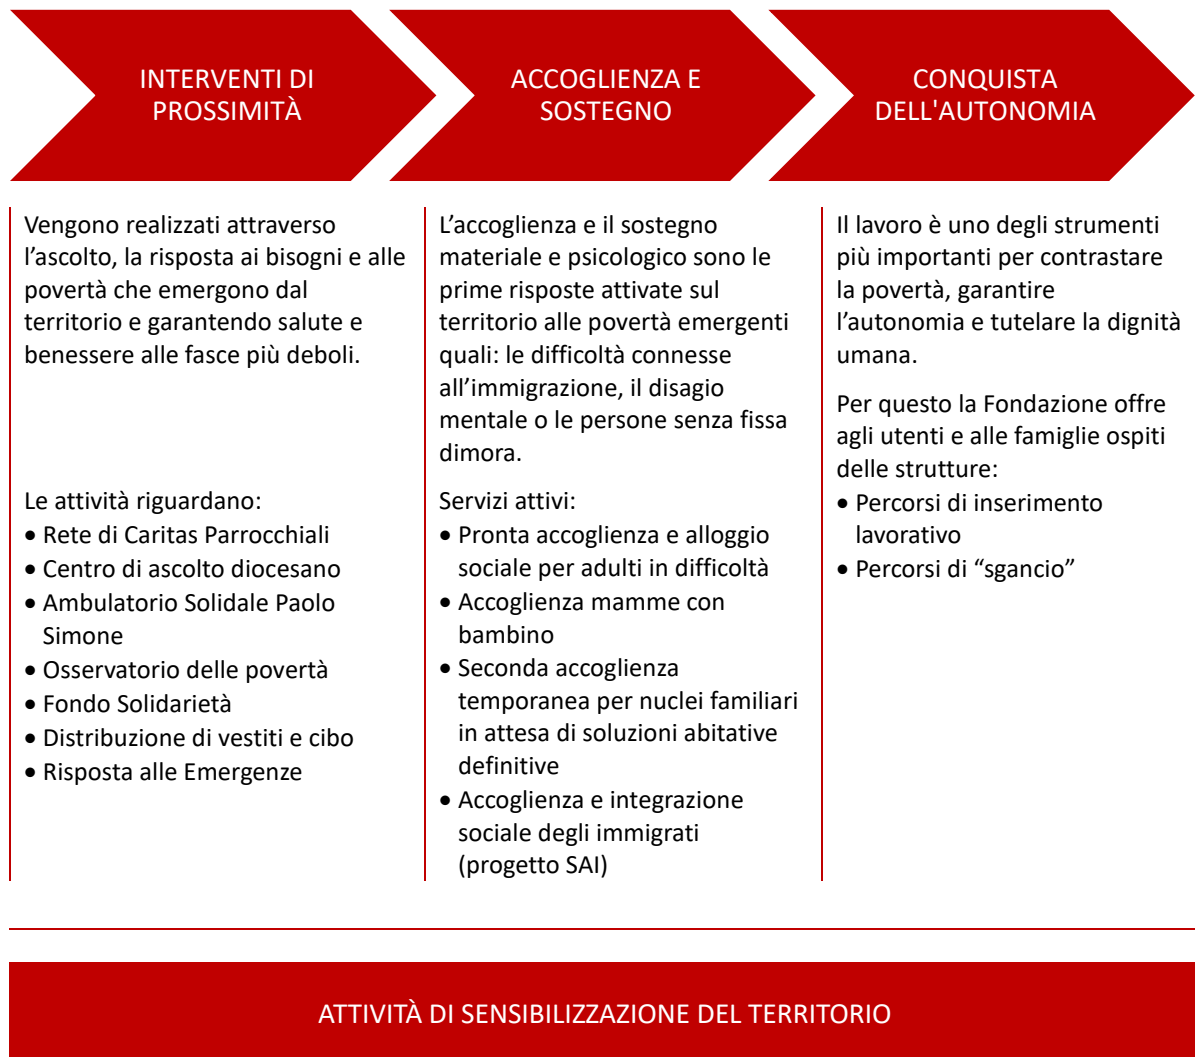 INTERVENTI DI
PROSSIMITÀ
ACCOGLIENZA E
SOSTEGNO
CONQUISTA
DELL'AUTONOMIA
Vengono realizzati attraverso
l’ascolto, la risposta ai bisogni e alle
povertà che emergono dal
territorio e garantendo salute e
benessere alle fasce più deboli.
Le attività riguardano:
• Rete di Caritas Parrocchiali
• Centro di ascolto diocesano
• Ambulatorio Solidale Paolo
Simone
• Osservatorio delle povertà
• Fondo Solidarietà
• Distribuzione di vestiti e cibo
• Risposta alle Emergenze
L’accoglienza e il sostegno
materiale e psicologico sono le
prime risposte attivate sul
territorio alle povertà emergenti
quali: le difficoltà connesse
all’immigrazione, il disagio
mentale o le persone senza fissa
dimora.
Servizi attivi:
• Pronta accoglienza e alloggio
sociale per adulti in difficoltà
• Accoglienza mamme con
bambino
• Seconda accoglienza
temporanea per nuclei familiari
in attesa di soluzioni abitative
definitive
• Accoglienza e integrazione
sociale degli immigrati
(progetto SAI)
Il lavoro è uno degli strumenti
più importanti per contrastare
la povertà, garantire
l’autonomia e tutelare la dignità
umana.
Per questo la Fondazione offre
agli utenti e alle famiglie ospiti
delle strutture:
• Percorsi di inserimento
lavorativo
• Percorsi di “sgancio”
ATTIVITÀ DI SENSIBILIZZAZIONE DEL TERRITORIO